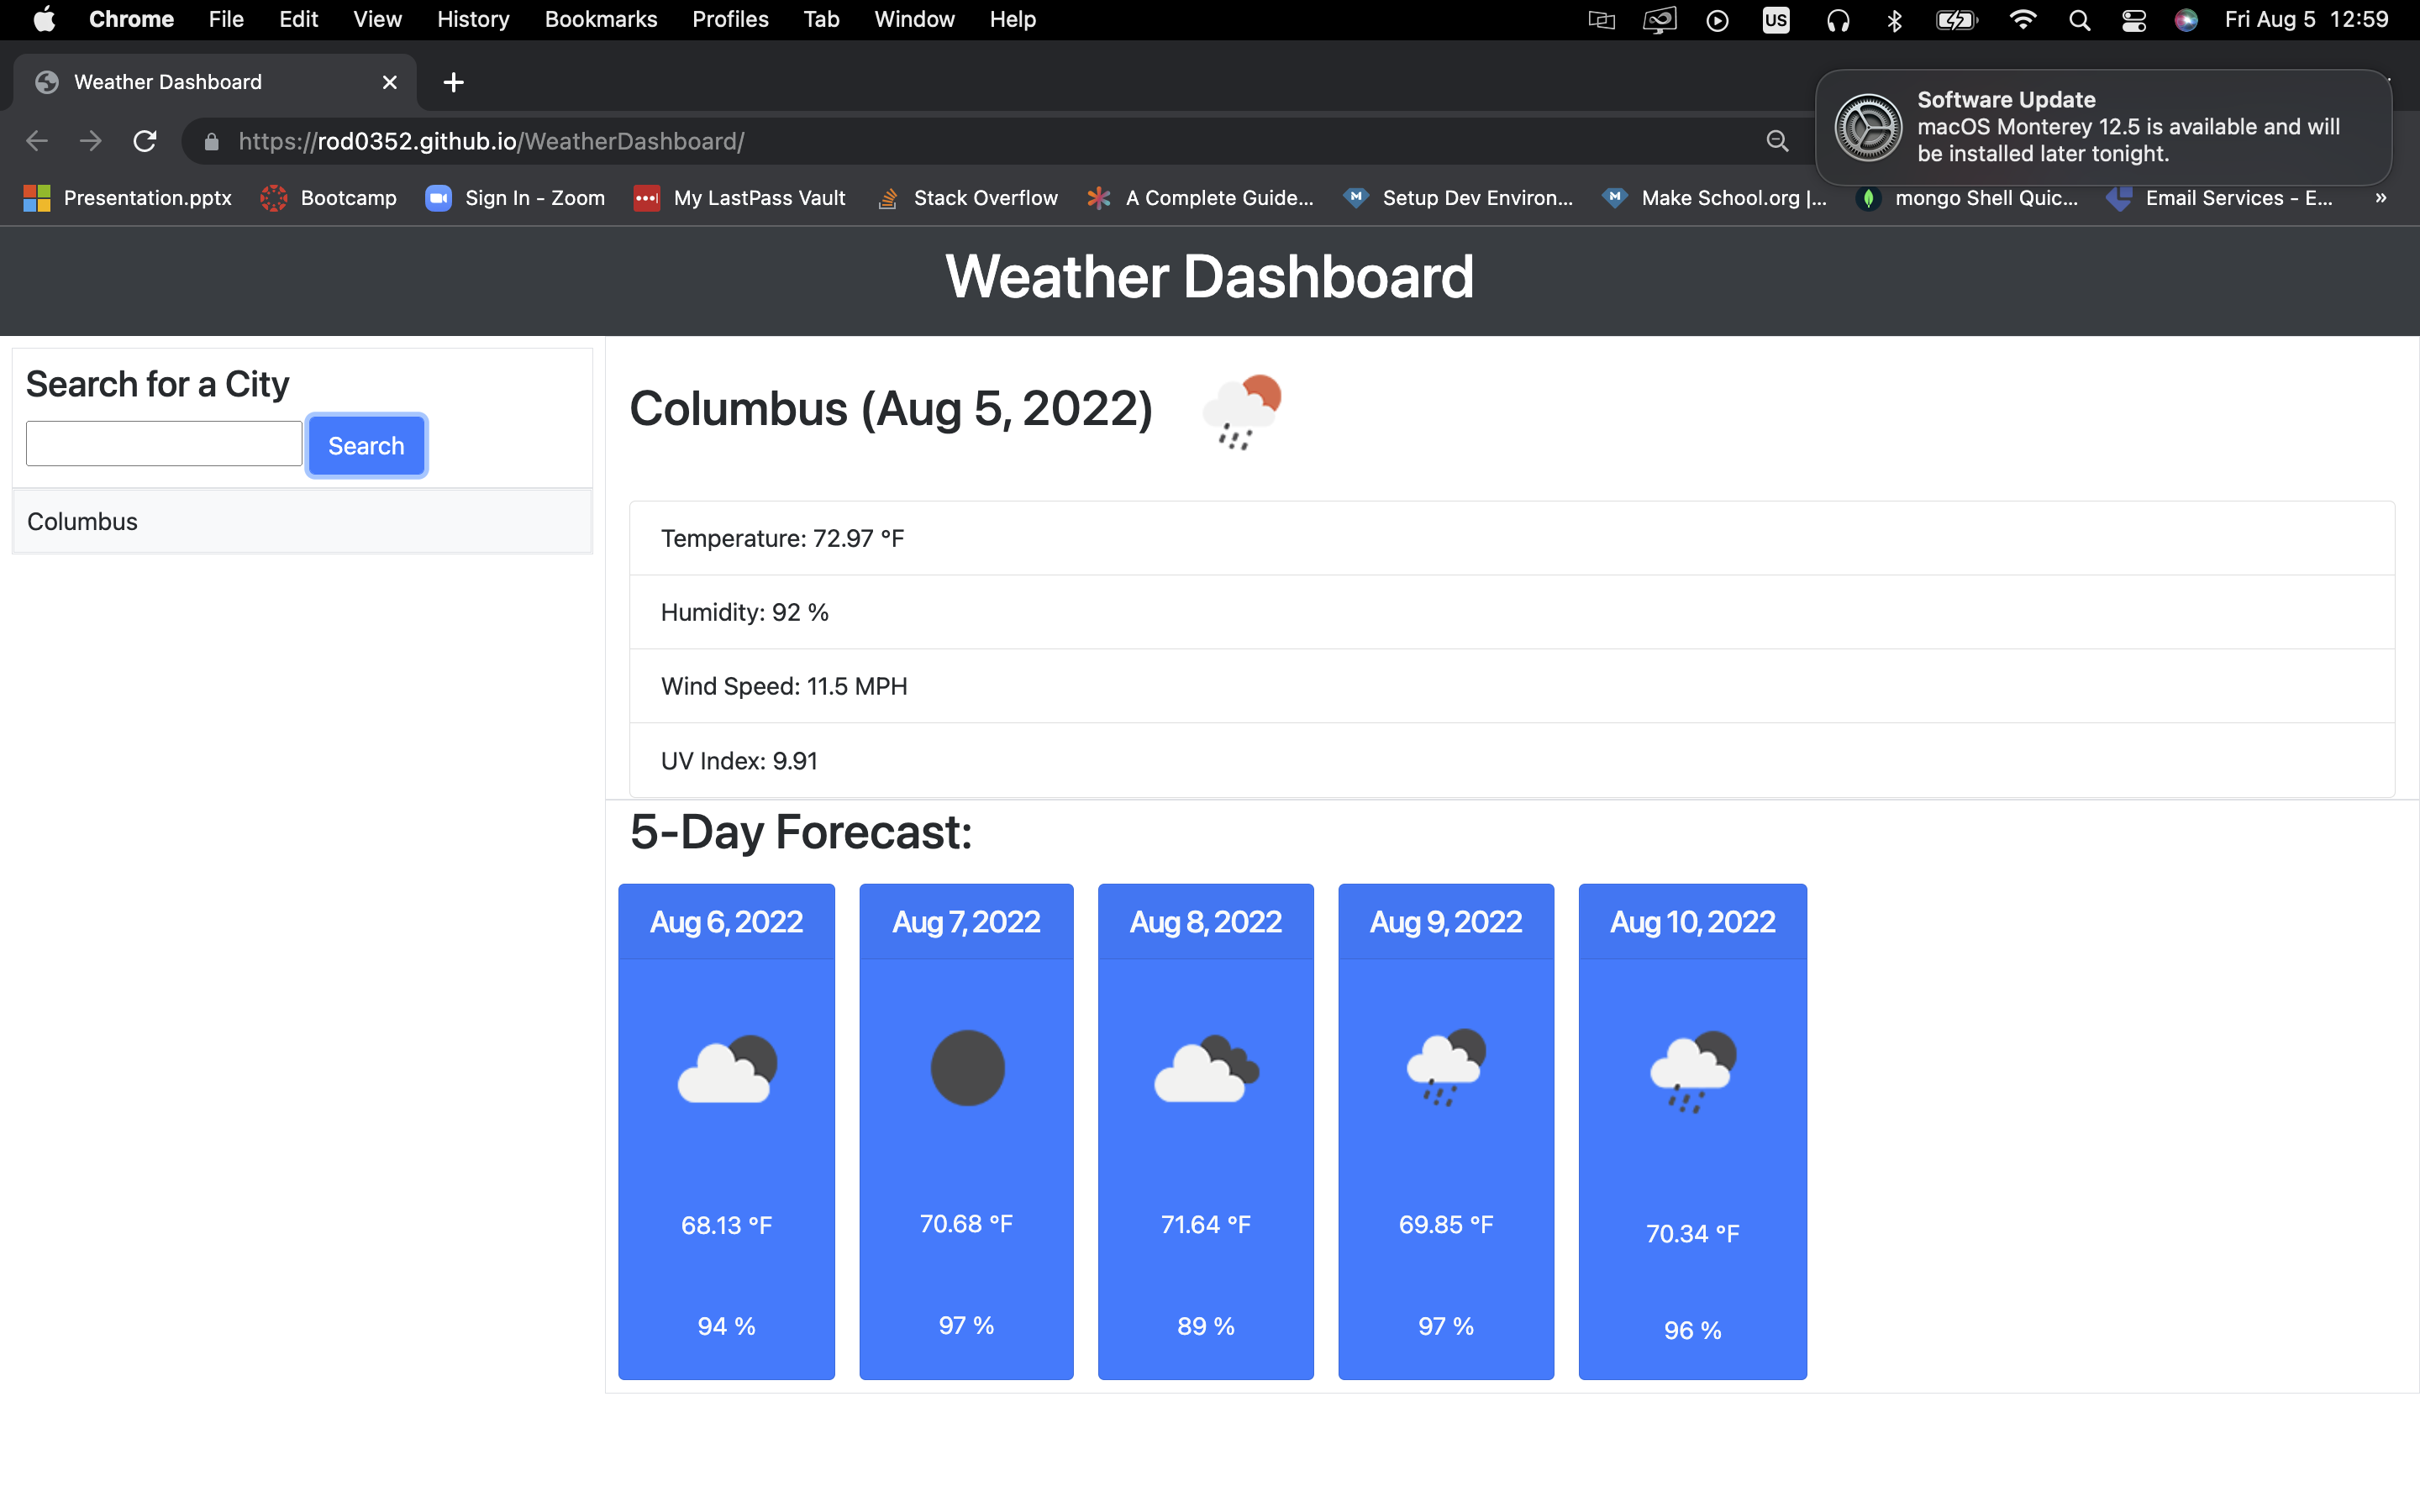 Chrome File Edit View History Bookmarks Profiles Tab Window Help US Fri Aug 5 12:59
Weather Dashboard
Software Update
macOS Monterey 12.5 is available and will
be installed later tonight.
https://rod0352.github.io/WeatherDashboard/
Presentation.pptx Bootcamp Sign In - Zoom My LastPass Vault Stack Overflow A Complete Guide... Setup Dev Environ... Make School.org |... mongo Shell Quic... Email Services - E... »
Weather Dashboard
Search for a City
Search
Columbus
Columbus (Aug 5, 2022)
Temperature: 72.97 °F
Humidity: 92 %
Wind Speed: 11.5 MPH
UV Index: 9.91
5-Day Forecast:
Aug 6, 2022 Aug 7, 2022 Aug 8, 2022 Aug 9, 2022 Aug 10, 2022
68.13 °F 70.68 °F 71.64 °F 69.85 °F 70.34 °F
94 % 97 % 89 % 97 % 96 %